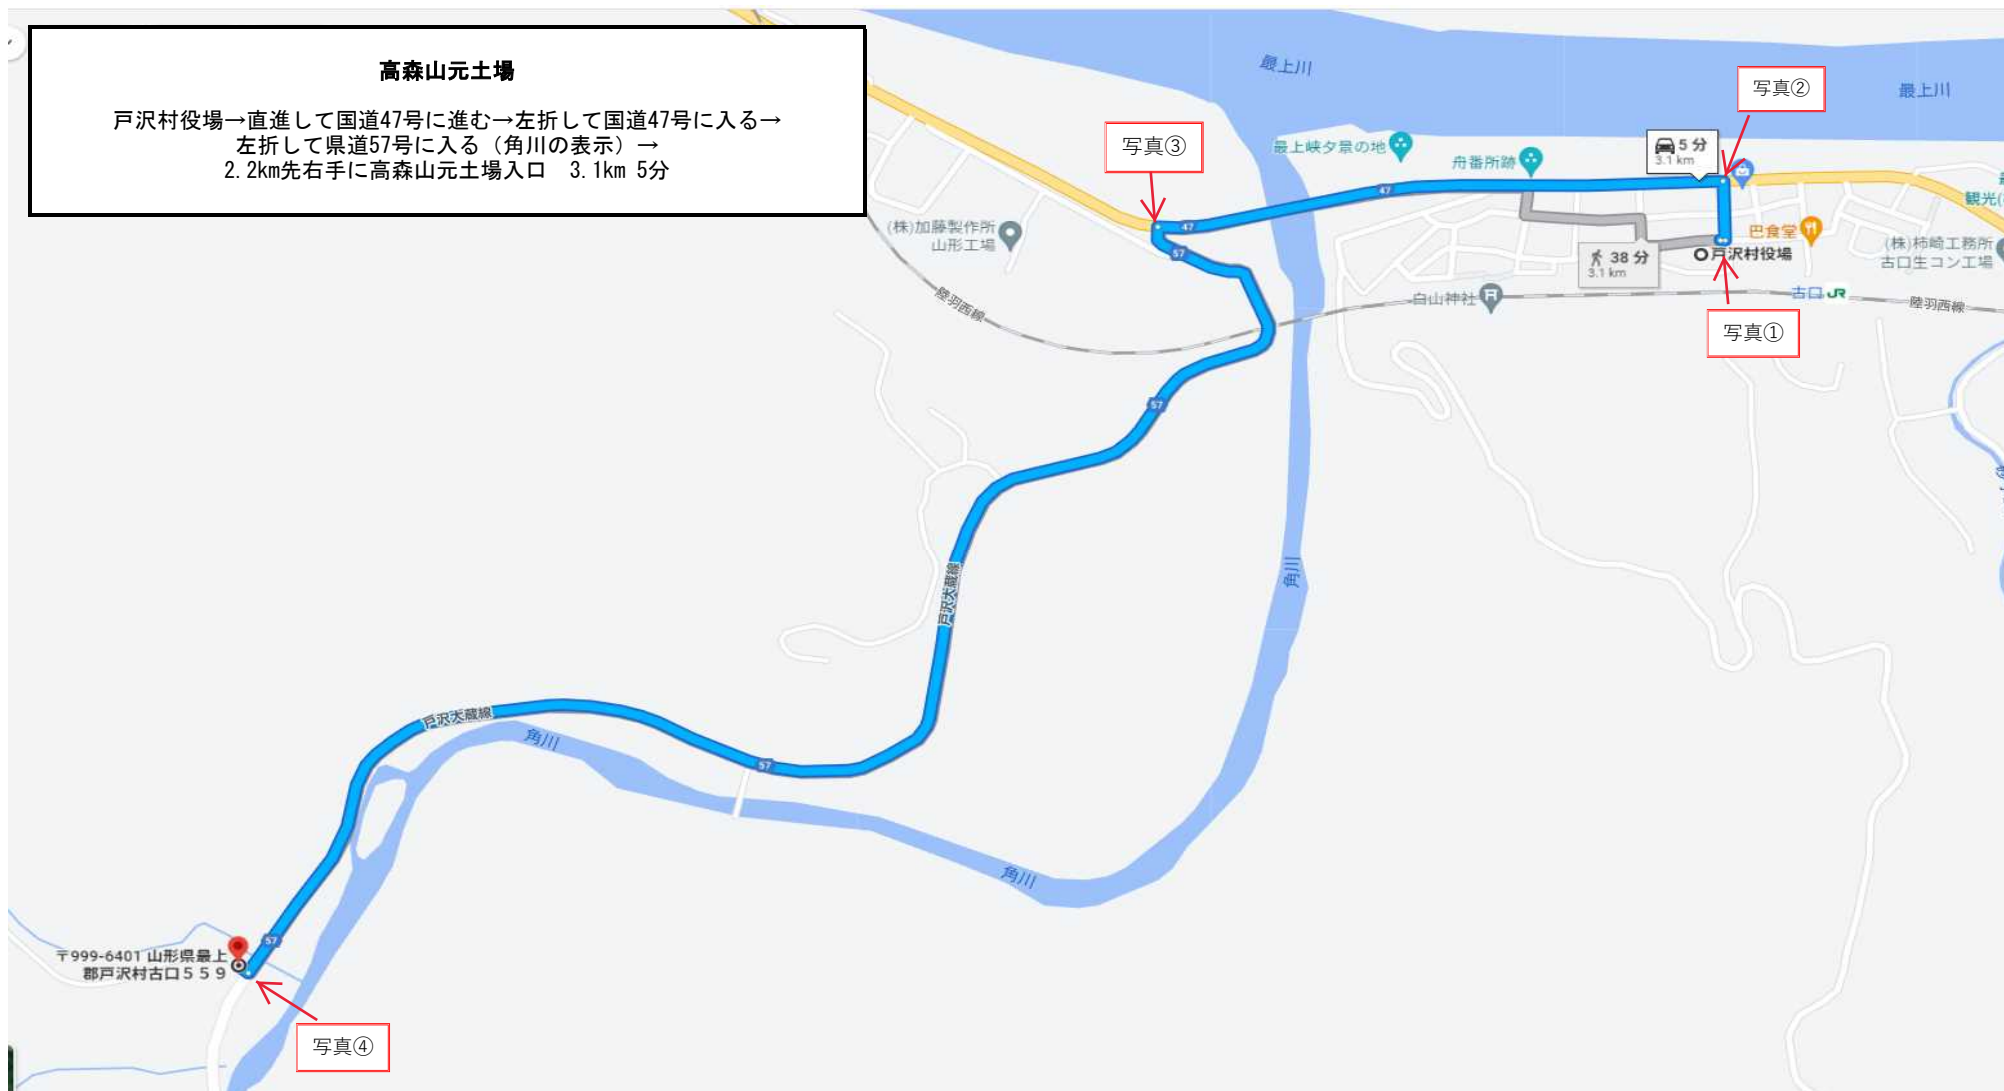 高森山元土場
戸沢村役場→直進して国道47号に進む→左折して国道47号に入る→
左折して県道57号に入る（角川の表示）→
2.2km先右手に高森山元土場入口　3.1km 5分
最上川
写真②
最上川
写真③
最上峡夕景の地
舟番所跡
5 分
3.1 km
47
観光(
(株)加藤製作所
山形工場
47
57
巴食堂
(株)柿崎工務所
古口生コン工場
38 分
3.1 km
戸沢村役場
陸羽西線
白山神社
古口 JR
陸羽西線
写真①
57
角川
戸沢大蔵線
戸沢大蔵線
角川
57
角川
57
〒999-6401 山形県最上
郡戸沢村古口５５９
写真④